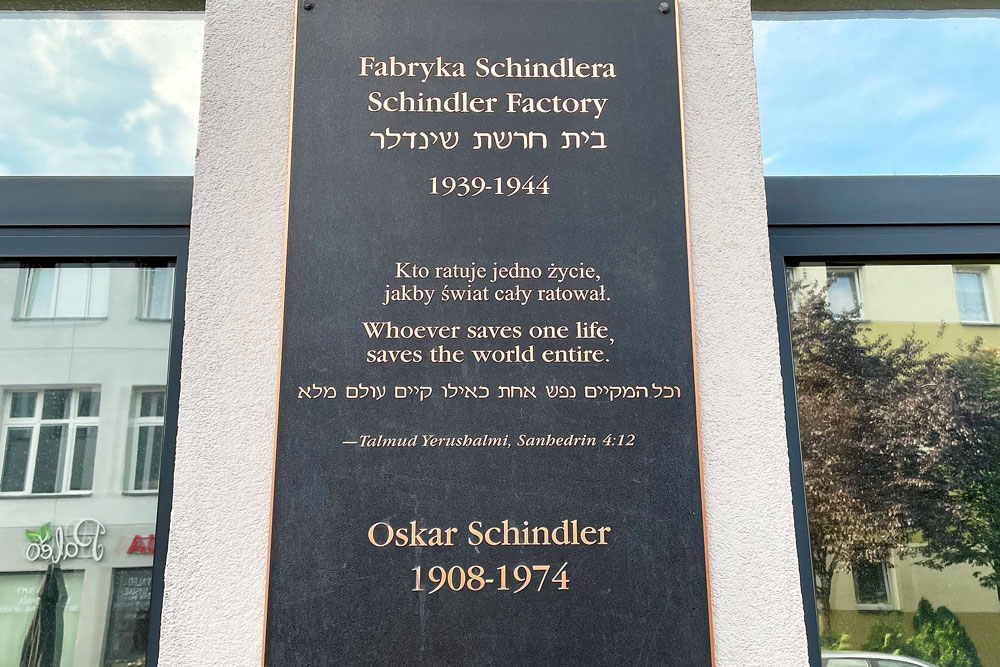 Fabryka Schindlera
Schindler Factory
בית חרשת שינדלר
1939-1944
Kto ratuje jedno życie,
jakby świat cały ratował.
Whoever saves one life,
saves the world entire.
וכל המקיים נפש אחת כאילו קיים עולם מלא
—Talmud Yerushalmi, Sanhedrin 4:12
Oskar Schindler
1908-1974
Paleo